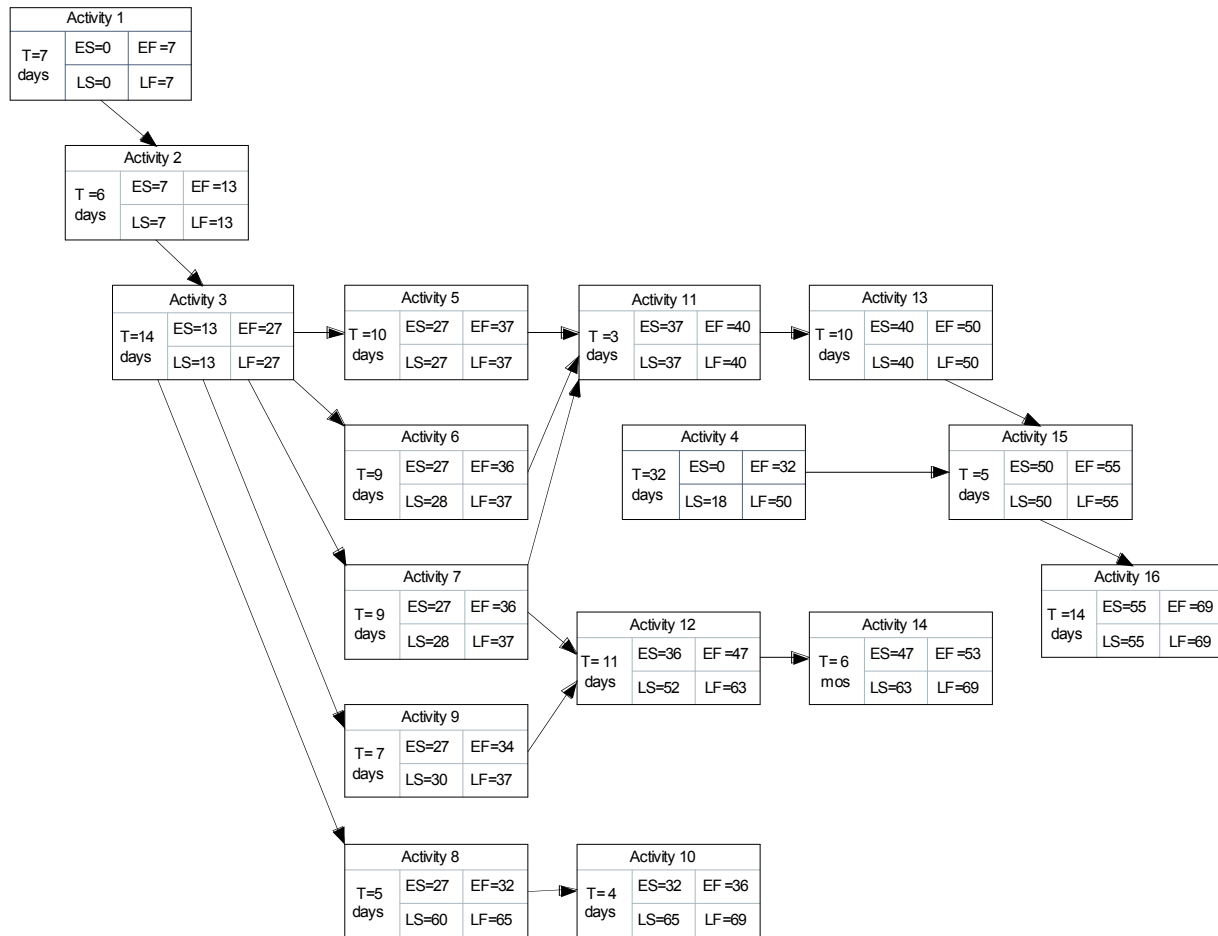 Activity 1
T=7
days
ES=0
EF =7
LS=0
LF=7
Activity 2
T =6
days
ES=7
EF =13
LS=7
LF=13
Activity 3
T=14
days
ES=13
EF=27
LS=13
LF=27
Activity 5
T =10
days
ES=27
EF=37
LS=27
LF=37
Activity 11
T =3
days
ES=37
EF =40
LS=37
LF=40
Activity 13
T=10
days
ES=40
EF =50
LS=40
LF=50
Activity 6
T=9
days
ES=27
EF=36
LS=28
LF=37
Activity 4
T=32
days
ES=0
EF =32
LS=18
LF=50
Activity 15
T =5
days
ES=50
EF =55
LS=50
LF=55
Activity 7
T= 9
days
ES=27
EF =36
LS=28
LF=37
Activity 16
T =14
days
ES=55
EF =69
LS=55
LF=69
Activity 12
T= 11
days
ES=36
EF=47
LS=52
LF=63
Activity 14
T= 6
mos
ES=47
EF=53
LS=63
LF=69
Activity 9
T= 7
days
ES=27
EF=34
LS=30
LF=37
Activity 8
T=5
days
ES=27
EF=32
LS=60
LF=65
Activity 10
T= 4
days
ES=32
EF =36
LS=65
LF=69